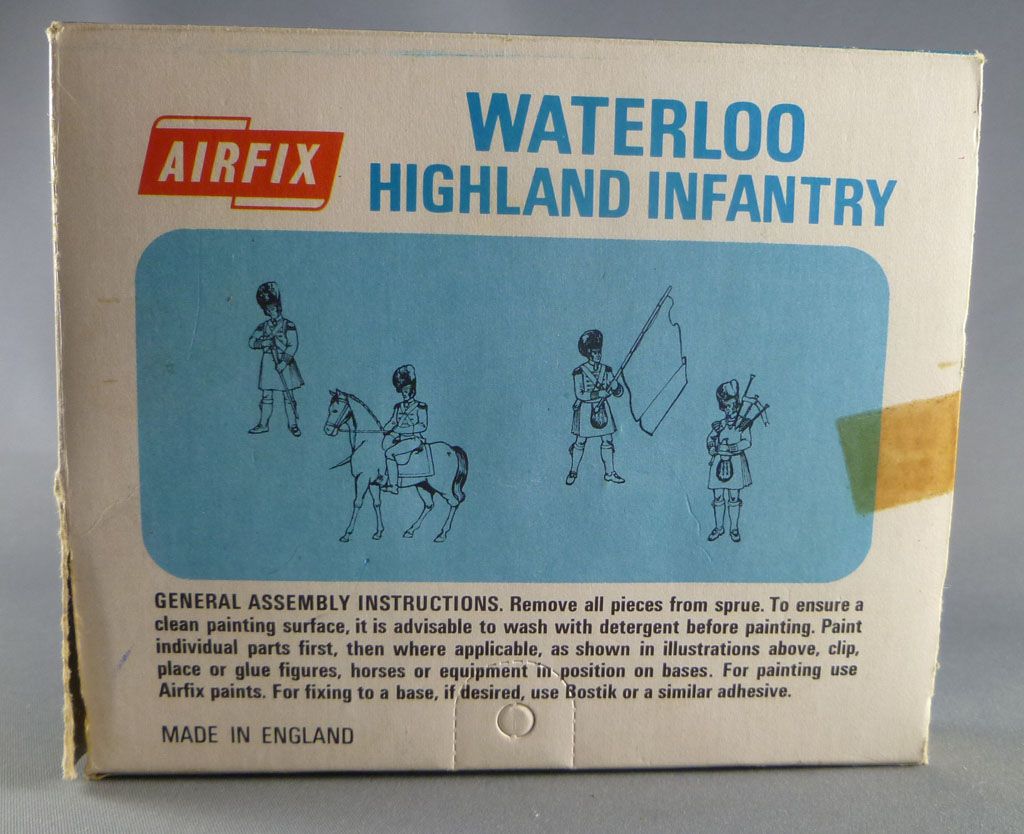 AIRFIX
WATERLOO
HIGHLAND INFANTRY
GENERAL ASSEMBLY INSTRUCTIONS. Remove all pieces from sprue. To ensure a
clean painting surface, it is advisable to wash with detergent before painting. Paint
individual parts first, then where applicable, as shown in illustrations above, clip,
place or glue figures, horses or equipment in position on bases. For painting use
Airfix paints. For fixing to a base, if desired, use Bostik or a similar adhesive.
MADE IN ENGLAND